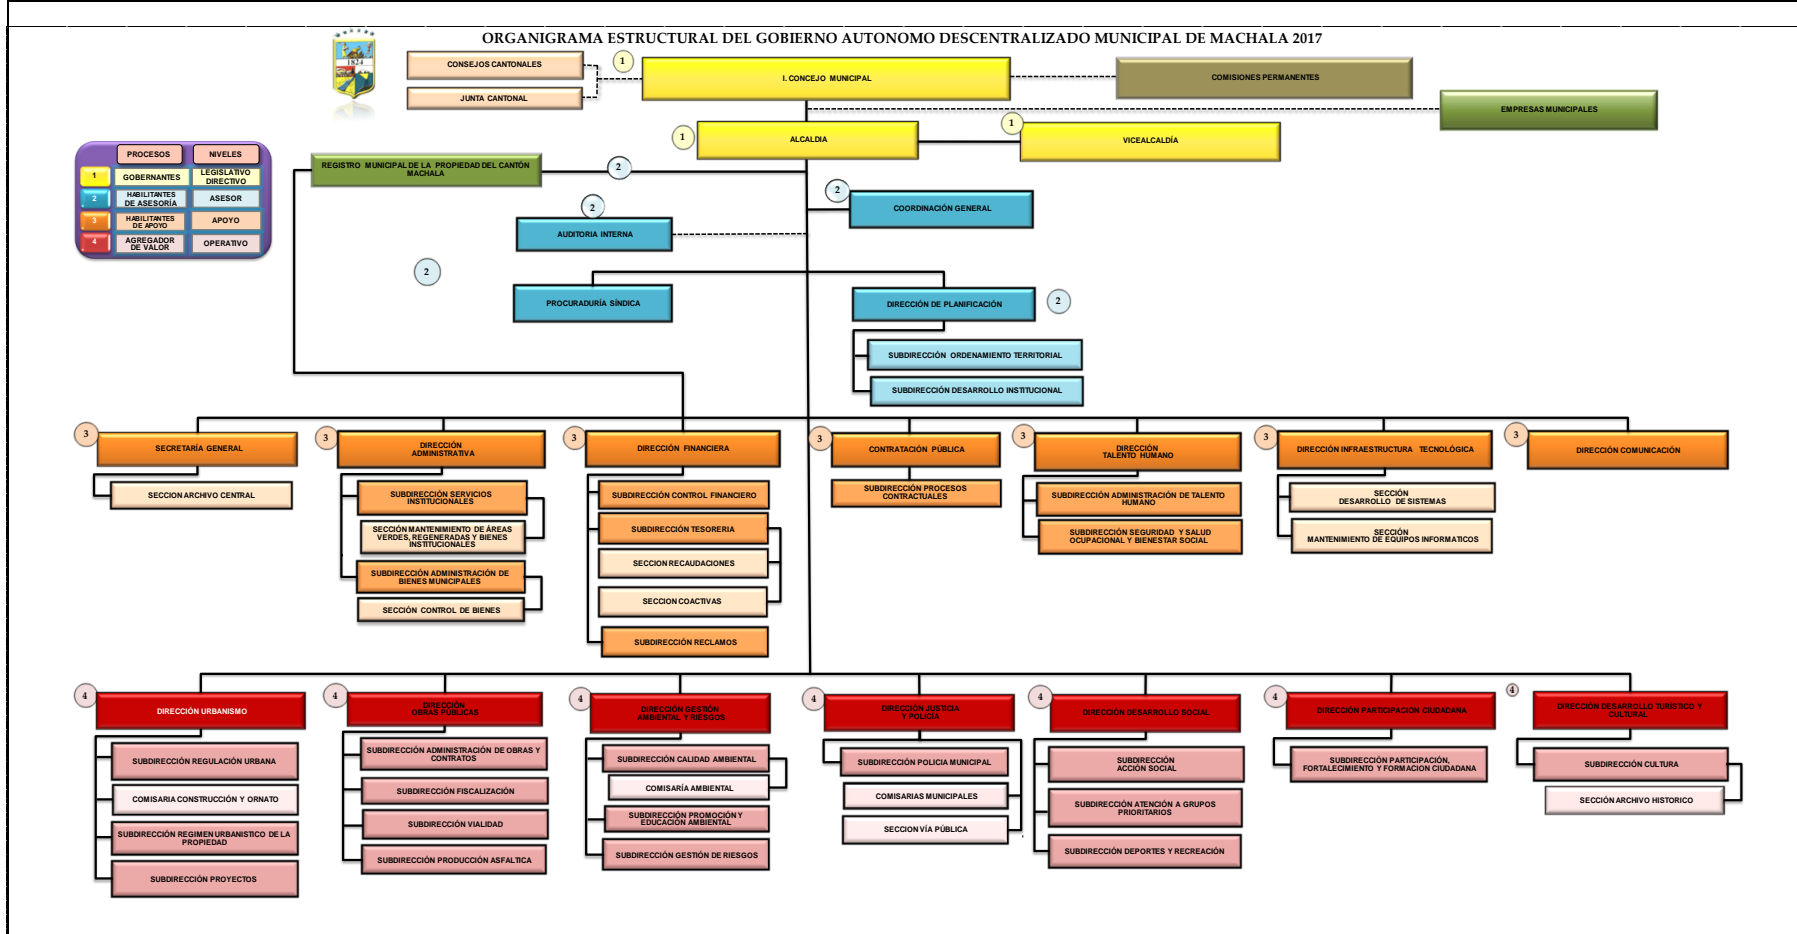 ORGANIGRAMA ESTRUCTURAL DEL GOBIERNO AUTONOMO DESCENTRALIZADO MUNICIPAL DE MACHALA 2017
1824
CONSEJOS CANTONALES
JUNTA CANTONAL
1
I. CONCEJO MUNICIPAL
COMISIONES PERMANENTES
EMPRESAS MUNICIPALES
1
ALCALDIA
1
VICEALCALDÍA
PROCESOS
NIVELES
1
GOBERNANTES
LEGISLATIVO
DIRECTIVO
2
HABILITANTES
DE ASESORÍA
ASESOR
3
HABILITANTES
DE APOYO
APOYO
4
AGREGADOR
DE VALOR
OPERATIVO
REGISTRO MUNICIPAL DE LA PROPIEDAD DEL CANTÓN
MACHALA
2
2
COORDINACIÓN GENERAL
2
AUDITORIA INTERNA
2
PROCURADURÍA SÍNDICA
DIRECCIÓN DE PLANIFICACIÓN
2
SUBDIRECCIÓN ORDENAMIENTO TERRITORIAL
SUBDIRECCIÓN DESARROLLO INSTITUCIONAL
3
SECRETARÍA GENERAL
SECCION ARCHIVO CENTRAL
3
DIRECCIÓN
ADMINISTRATIVA
SUBDIRECCIÓN SERVICIOS
INSTITUCIONALES
SECCIÓN MANTENIMIENTO DE ÁREAS
VERDES, REGENERADAS Y BIENES
INSTITUCIONALES
SUBDIRECCIÓN ADMINISTRACIÓN DE
BIENES MUNICIPALES
SECCIÓN CONTROL DE BIENES
3
DIRECCIÓN FINANCIERA
SUBDIRECCIÓN CONTROL FINANCIERO
SUBDIRECCIÓN TESORERIA
SECCION RECAUDACIONES
SECCION COACTIVAS
SUBDIRECCIÓN RECLAMOS
3
CONTRATACIÓN PÚBLICA
SUBDIRECCIÓN PROCESOS
CONTRACTUALES
3
DIRECCIÓN
TALENTO HUMANO
SUBDIRECCIÓN ADMINISTRACIÓN DE TALENTO
HUMANO
SUBDIRECCIÓN SEGURIDAD Y SALUD
OCUPACIONAL Y BIENESTAR SOCIAL
3
DIRECCIÓN INFRAESTRUCTURA TECNOLÓGICA
SECCIÓN
DESARROLLO DE SISTEMAS
SECCIÓN
MANTENIMIENTO DE EQUIPOS INFORMATICOS
3
DIRECCIÓN COMUNICACIÓN
4
DIRECCIÓN URBANISMO
SUBDIRECCIÓN REGULACIÓN URBANA
COMISARIA CONSTRUCCIÓN Y ORNATO
SUBDIRECCIÓN REGIMEN URBANISTICO DE LA
PROPIEDAD
SUBDIRECCIÓN PROYECTOS
4
DIRECCIÓN
OBRAS PÚBLICAS
SUBDIRECCIÓN ADMINISTRACIÓN DE OBRAS Y
CONTRATOS
SUBDIRECCIÓN FISCALIZACIÓN
SUBDIRECCIÓN VIALIDAD
SUBDIRECCIÓN PRODUCCIÓN ASFALTICA
4
DIRECCIÓN GESTIÓN
AMBIENTAL Y RIESGOS
SUBDIRECCIÓN CALIDAD AMBIENTAL
COMISARÍA AMBIENTAL
SUBDIRECCIÓN PROMOCIÓN Y
EDUCACIÓN AMBIENTAL
SUBDIRECCIÓN GESTIÓN DE RIESGOS
4
DIRECCIÓN JUSTICIA
Y POLICÍA
SUBDIRECCIÓN POLICIA MUNICIPAL
COMISARIAS MUNICIPALES
SECCION VÍA PÚBLICA
4
DIRECCIÓN DESARROLLO SOCIAL
SUBDIRECCIÓN
ACCIÓN SOCIAL
SUBDIRECCIÓN ATENCIÓN A GRUPOS
PRIORITARIOS
SUBDIRECCIÓN DEPORTES Y RECREACIÓN
4
DIRECCIÓN PARTICIPACIÓN CIUDADANA
SUBDIRECCIÓN PARTICIPACIÓN,
FORTALECIMIENTO Y FORMACION CIUDADANA
4
DIRECCIÓN DESARROLLO TURÍSTICO Y
CULTURAL
SUBDIRECCIÓN CULTURA
SECCIÓN ARCHIVO HISTORICO